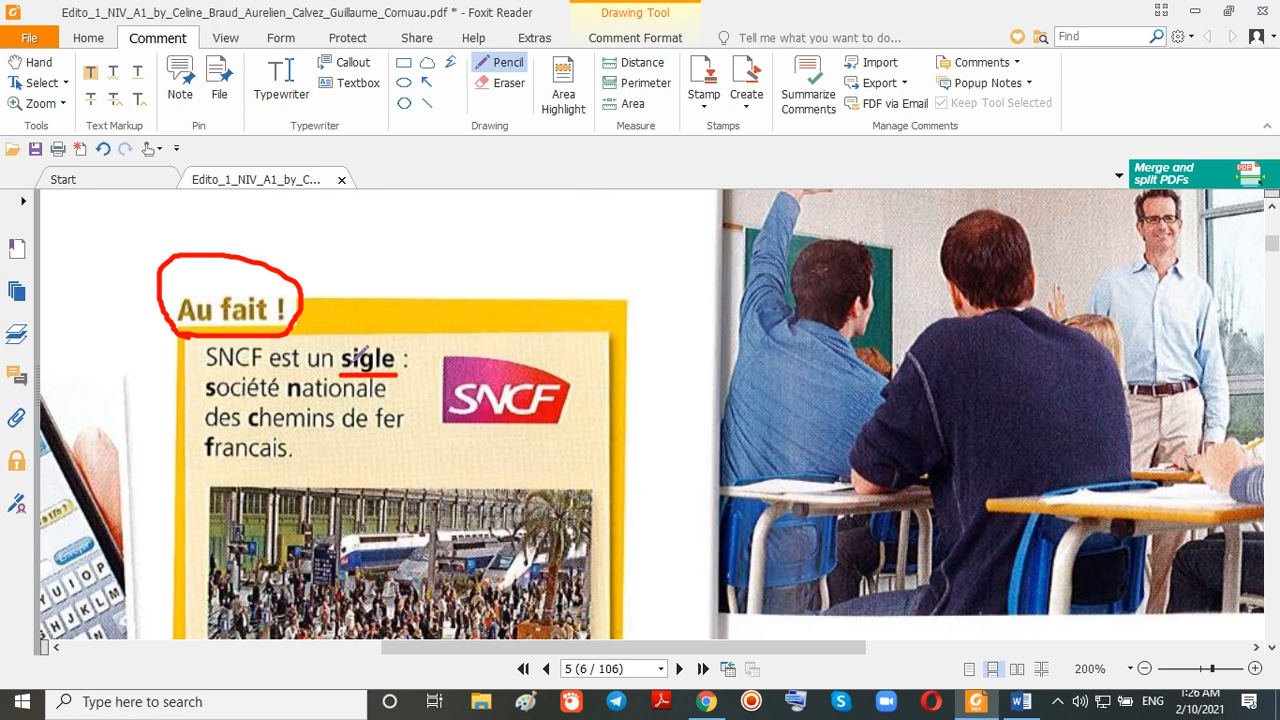 Edito_1_NIV_A1_by_Celine_Braud_Aurelien_Calvez_Guillaume_Cornuau.pdf * - Foxit Reader
Drawing Tool
File
Home
Comment
View
Form
Protect
Share
Help
Extras
Comment Format
Tell me what you want to do...
Find
Hand
Select
Zoom
Tools
Text Markup
Note
File
Pin
Typewriter
Callout
Textbox
Typewriter
Pencil
Eraser
Drawing
Area
Highlight
Distance
Perimeter
Area
Measure
Stamp
Create
Stamps
Summarize
Comments
Import
Export
FDF via Email
Comments
Popup Notes
Keep Tool Selected
Manage Comments
Start
Edito_1_NIV_A1_by_C...
Merge and
split PDFs
PDF
Au fait !
SNCF est un sigle :
société nationale
des chemins de fer
francais.
SNCF
Envoyer
U I O P
H J K L M
B N
5 (6 / 106)
200%
Type here to search
ENG
1:26 AM
2/10/2021